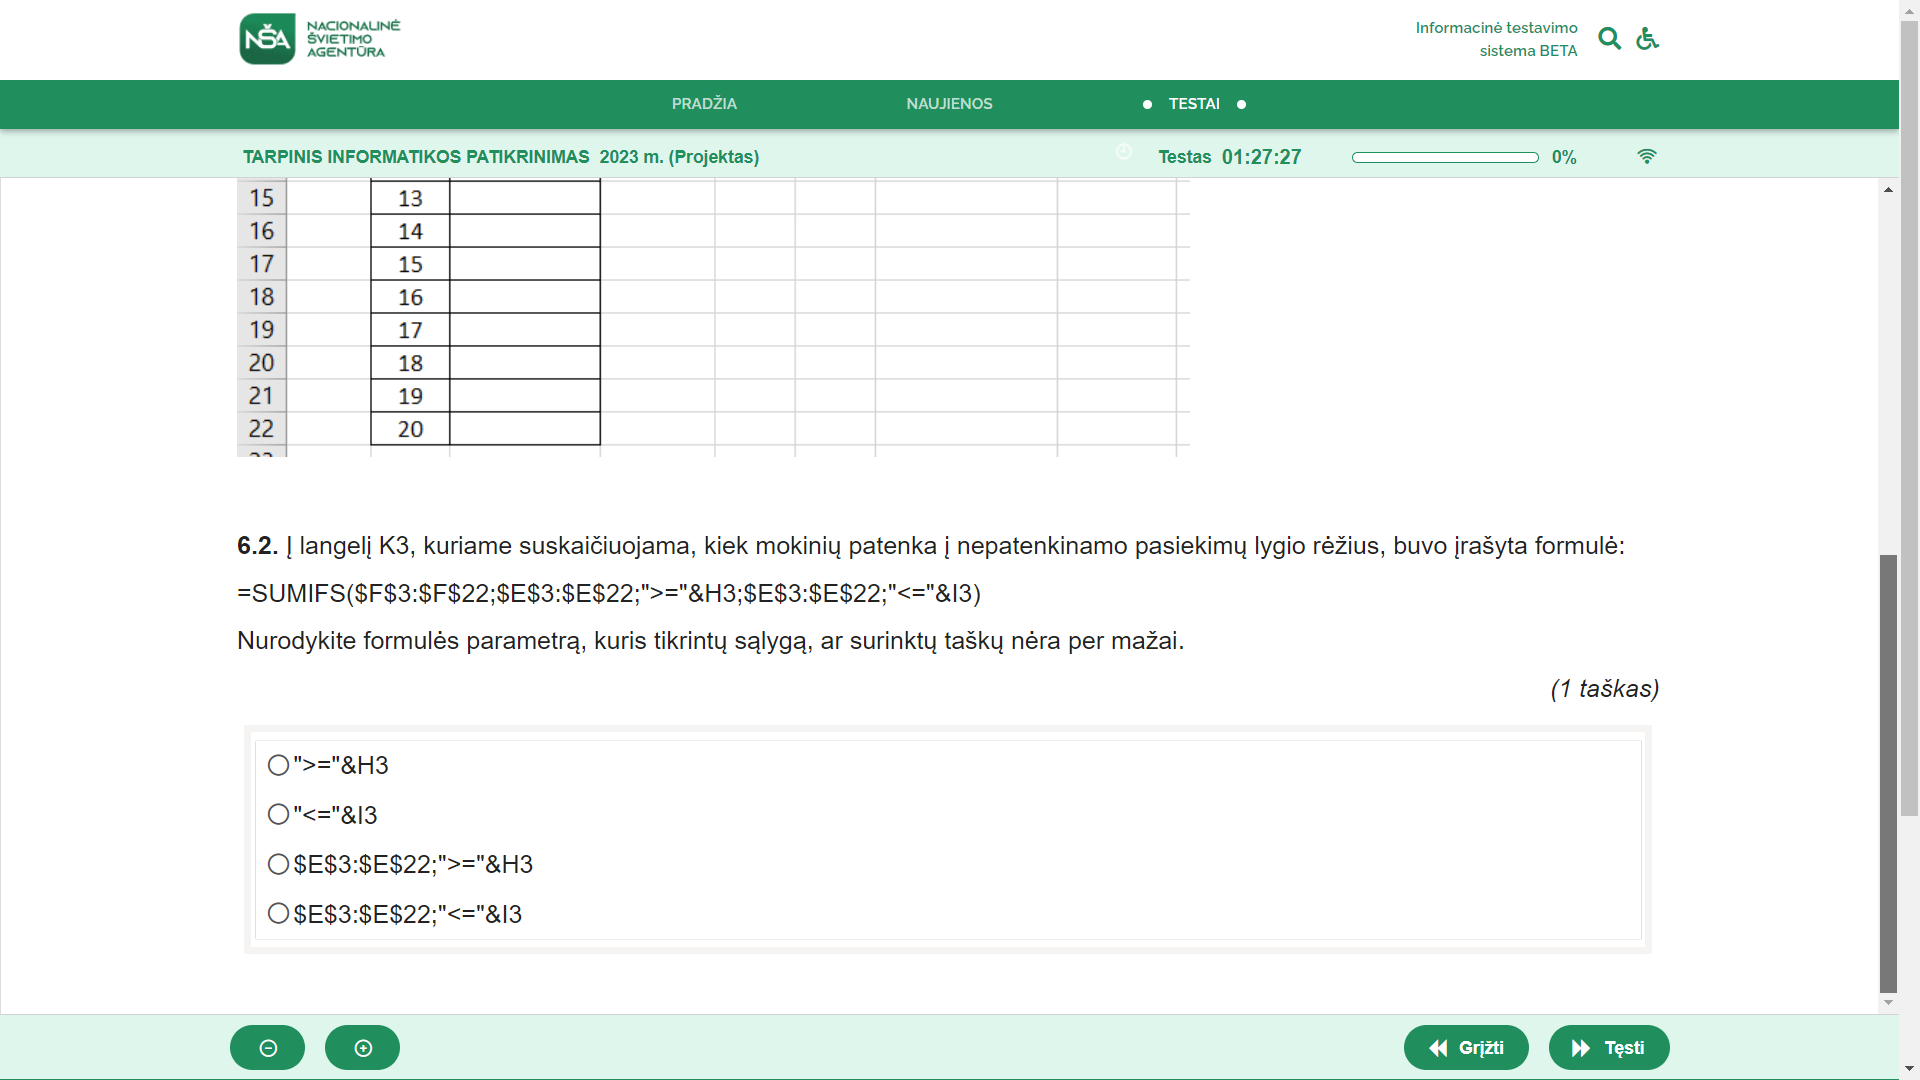 NŠA
NACIONALINĖ
ŠVIETIMO
AGENTŪRA
Informacinė testavimo
sistema BETA
PRADŽIA
NAUJIENOS
TESTAI
TARPINIS INFORMATIKOS PATIKRINIMAS 2023 m. (Projektas)
Testas 01:27:27
0%
15 13
16 14
17 15
18 16
19 17
20 18
21 19
22 20
6.2. Į langelį K3, kuriame suskaičiuojama, kiek mokinių patenka į nepatenkinamo pasiekimų lygio rėžius, buvo įrašyta formulė:
=SUMIFS($F$3:$F$22;$E$3:$E$22;">="&H3;$E$3:$E$22;"<="&I3)
Nurodykite formulės parametrą, kuris tikrintų sąlygą, ar surinktų taškų nėra per mažai.
(1 taškas)
">="&H3
"<="&I3
$E$3:$E$22;">="&H3
$E$3:$E$22;"<="&I3
Grįžti
Tęsti